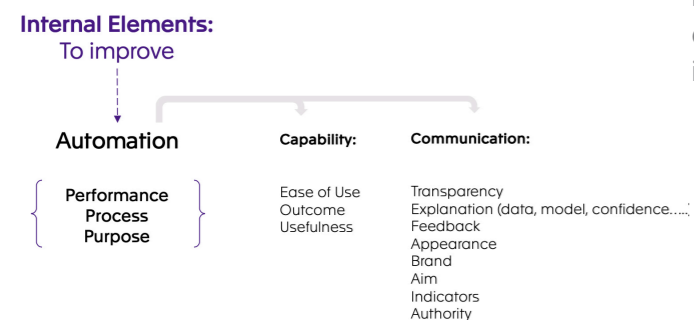 Internal Elements:
To improve
Automation
Performance
Process
Purpose
Capability:
Ease of Use
Outcome
Usefulness
Communication:
Transparency
Explanation (data, model, confidence.....
Feedback
Appearance
Brand
Aim
Indicators
Authority